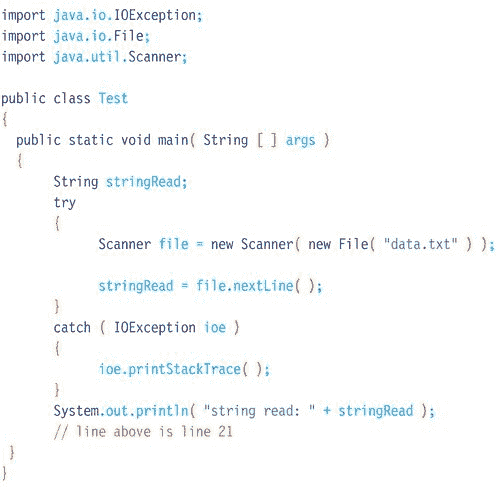 import java.io.IOException;
import java.io.File;
import java.util.Scanner;

public class Test
{
  public static void main( String [ ] args )
  {
       String stringRead;
       try
       {
             Scanner file = new Scanner( new File( "data.txt" ) );

             stringRead = file.nextLine( );
       }
       catch ( IOException ioe )
       {
             ioe.printStackTrace( );
       }
       System.out.println( "string read: " + stringRead );
       // line above is line 21
 }
}